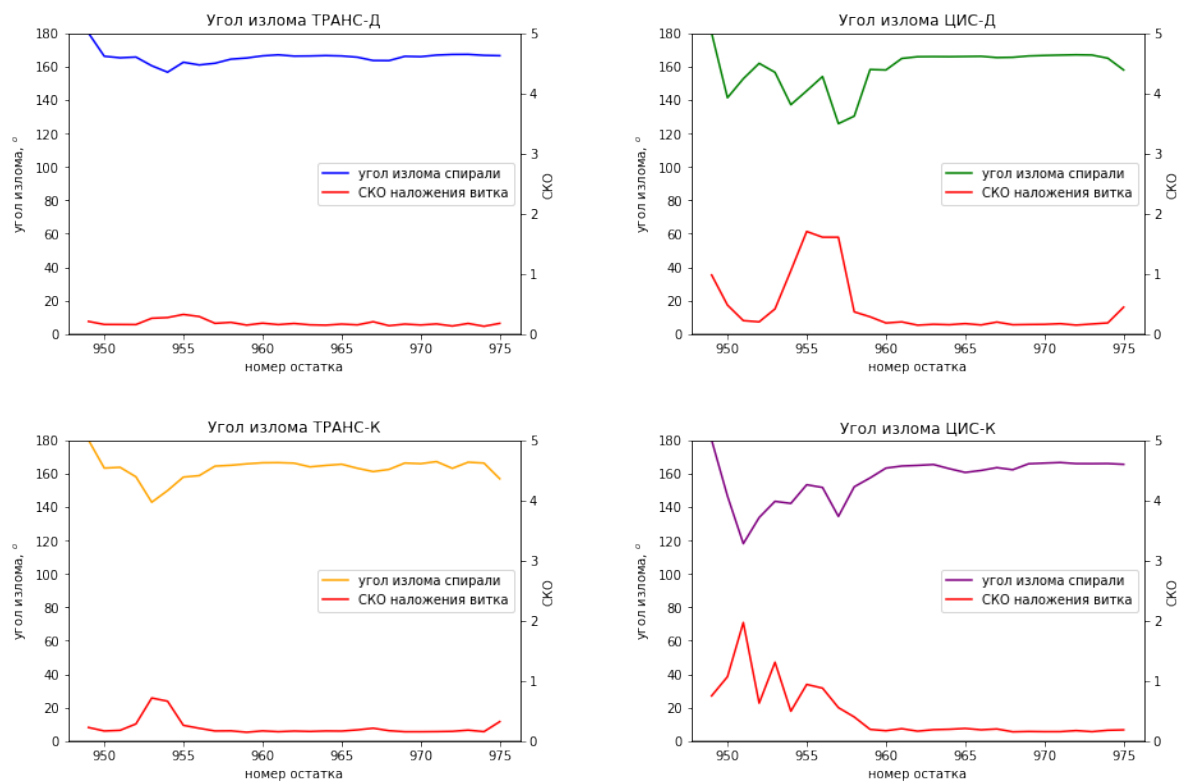 Угол излома ТРАНС-Д
180
160
140
120
100
80
60
40
20
0
5
4
3
2
1
0
950 955 960 965 970 975
угол излома, °
СКО
номер остатка
угол излома спирали
СКО наложения витка
Угол излома ЦИС-Д
180
160
140
120
100
80
60
40
20
0
5
4
3
2
1
0
950 955 960 965 970 975
угол излома, °
СКО
номер остатка
угол излома спирали
СКО наложения витка
Угол излома ТРАНС-К
180
160
140
120
100
80
60
40
20
0
5
4
3
2
1
0
950 955 960 965 970 975
угол излома, °
СКО
номер остатка
угол излома спирали
СКО наложения витка
Угол излома ЦИС-К
180
160
140
120
100
80
60
40
20
0
5
4
3
2
1
0
950 955 960 965 970 975
угол излома, °
СКО
номер остатка
угол излома спирали
СКО наложения витка